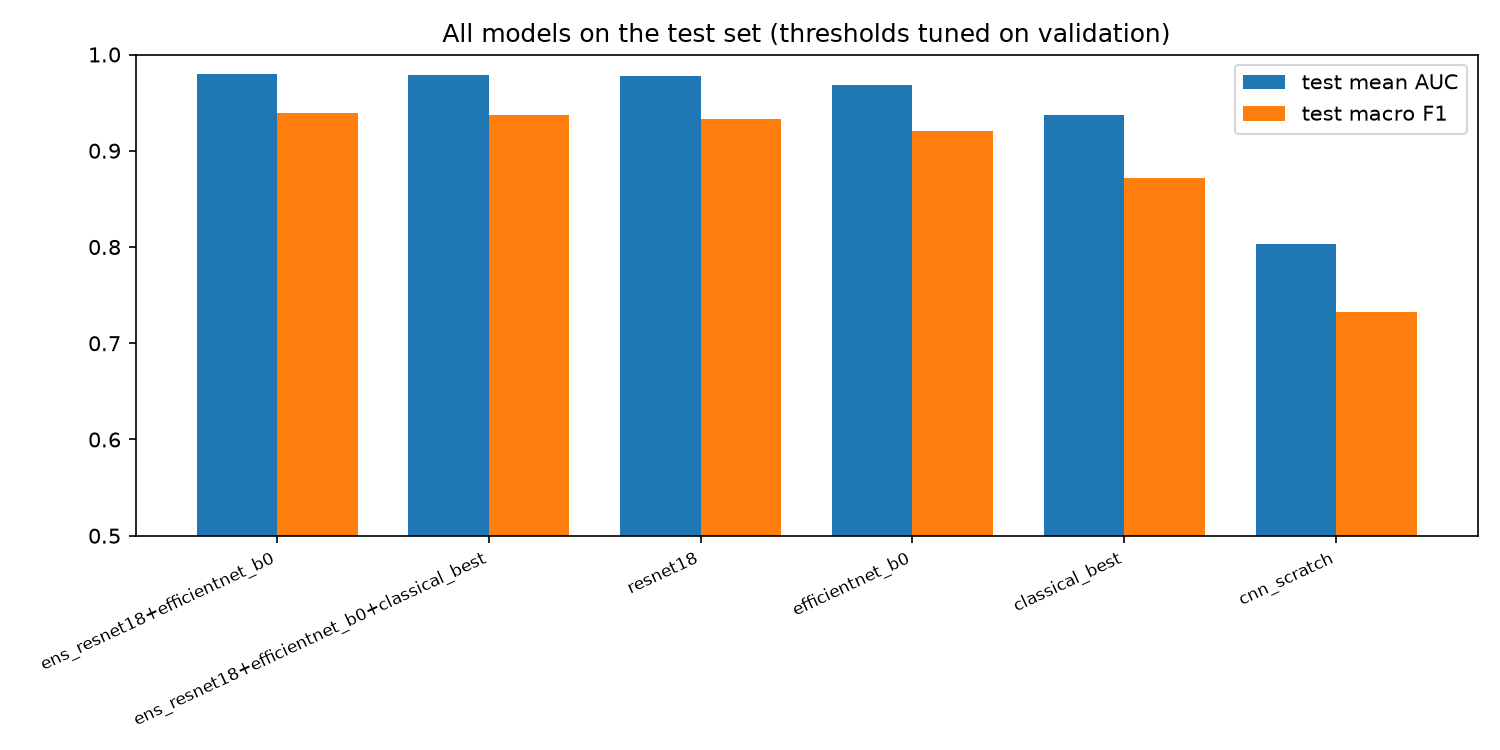 All models on the test set (thresholds tuned on validation)
test mean AUC
test macro F1
1.0
0.9
0.8
0.7
0.6
0.5
ens_resnet18+efficientnet_b0
ens_resnet18+efficientnet_b0+classical_best
resnet18
efficientnet_b0
classical_best
cnn_scratch